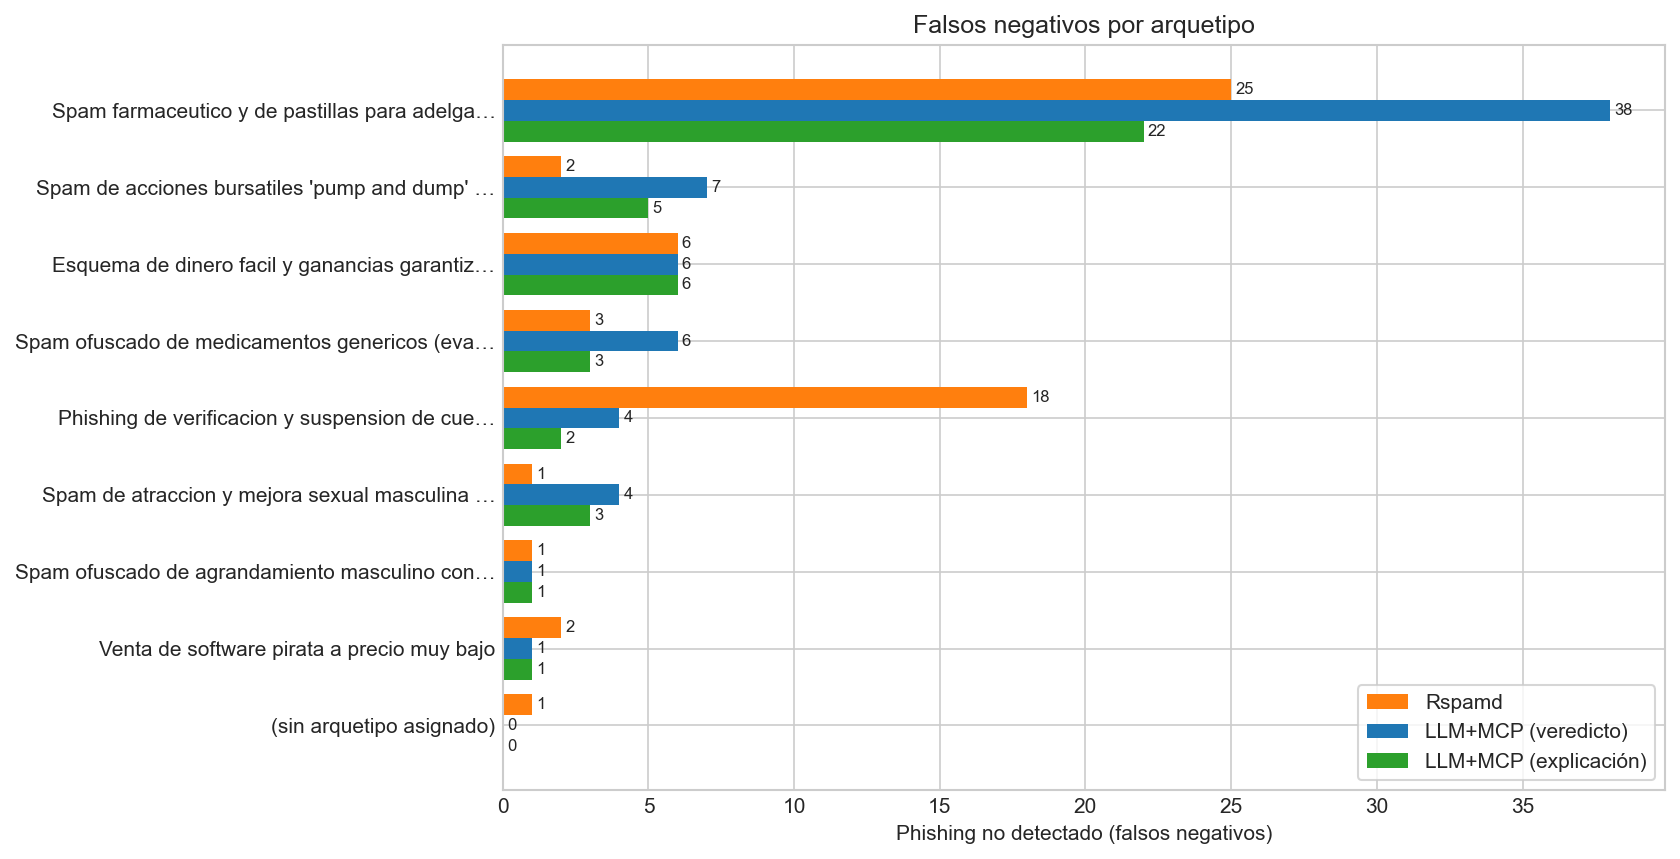 Falsos negativos por arquetipo
Spam farmaceutico y de pastillas para adelga…
25
38
22
Spam de acciones bursatiles 'pump and dump' …
2
7
5
Esquema de dinero facil y ganancias garantiz…
6
6
6
Spam ofuscado de medicamentos genericos (eva…
3
6
3
Phishing de verificacion y suspension de cue…
18
4
2
Spam de atraccion y mejora sexual masculina …
1
4
3
Spam ofuscado de agrandamiento masculino con…
1
1
1
Venta de software pirata a precio muy bajo
2
1
1
(sin arquetipo asignado)
1
0
0
Rspamd
LLM+MCP (veredicto)
LLM+MCP (explicación)
0 5 10 15 20 25 30 35
Phishing no detectado (falsos negativos)